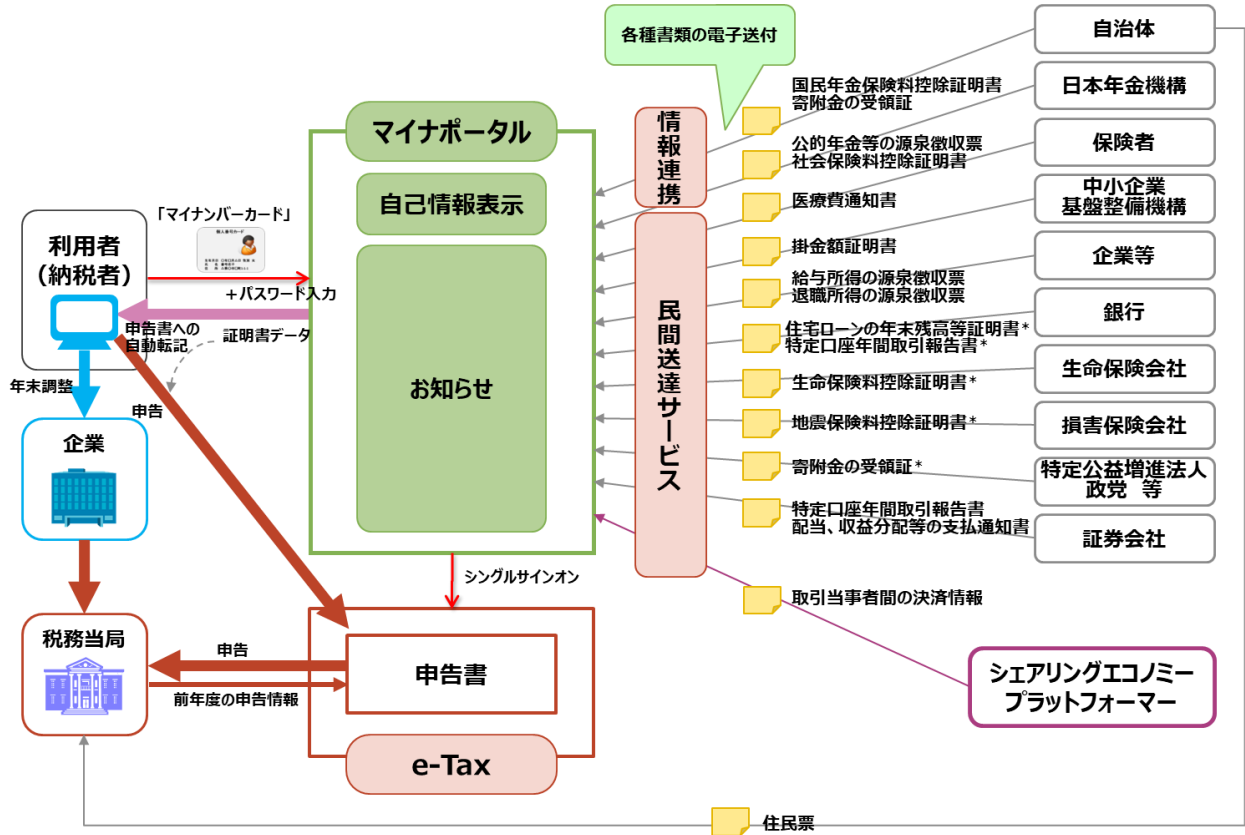 各種書類の電子送付
自治体
日本年金機構
保険者
中小企業
基盤整備機構
企業等
銀行
生命保険会社
損害保険会社
特定公益増進法人
政党 等
証券会社
国民年金保険料控除証明書
寄附金の受領証
公的年金等の源泉徴収票
社会保険料控除証明書
医療費通知書
掛金額証明書
給与所得の源泉徴収票
退職所得の源泉徴収票
住宅ローンの年末残高等証明書*
特定口座年間取引報告書*
生命保険料控除証明書*
地震保険料控除証明書*
寄附金の受領証*
特定口座年間取引報告書
配当、収益分配等の支払通知書
取引当事者間の決済情報
シェアリングエコノミー
プラットフォーマー
情報連携
民間送達サービス
マイナポータル
自己情報表示
お知らせ
「マイナンバーカード」
個人番号カード
+パスワード入力
利用者
(納税者)
申告書への
自動転記
証明書データ
年末調整
申告
企業
シングルサインオン
税務当局
申告
前年度の申告情報
申告書
e-Tax
住民票